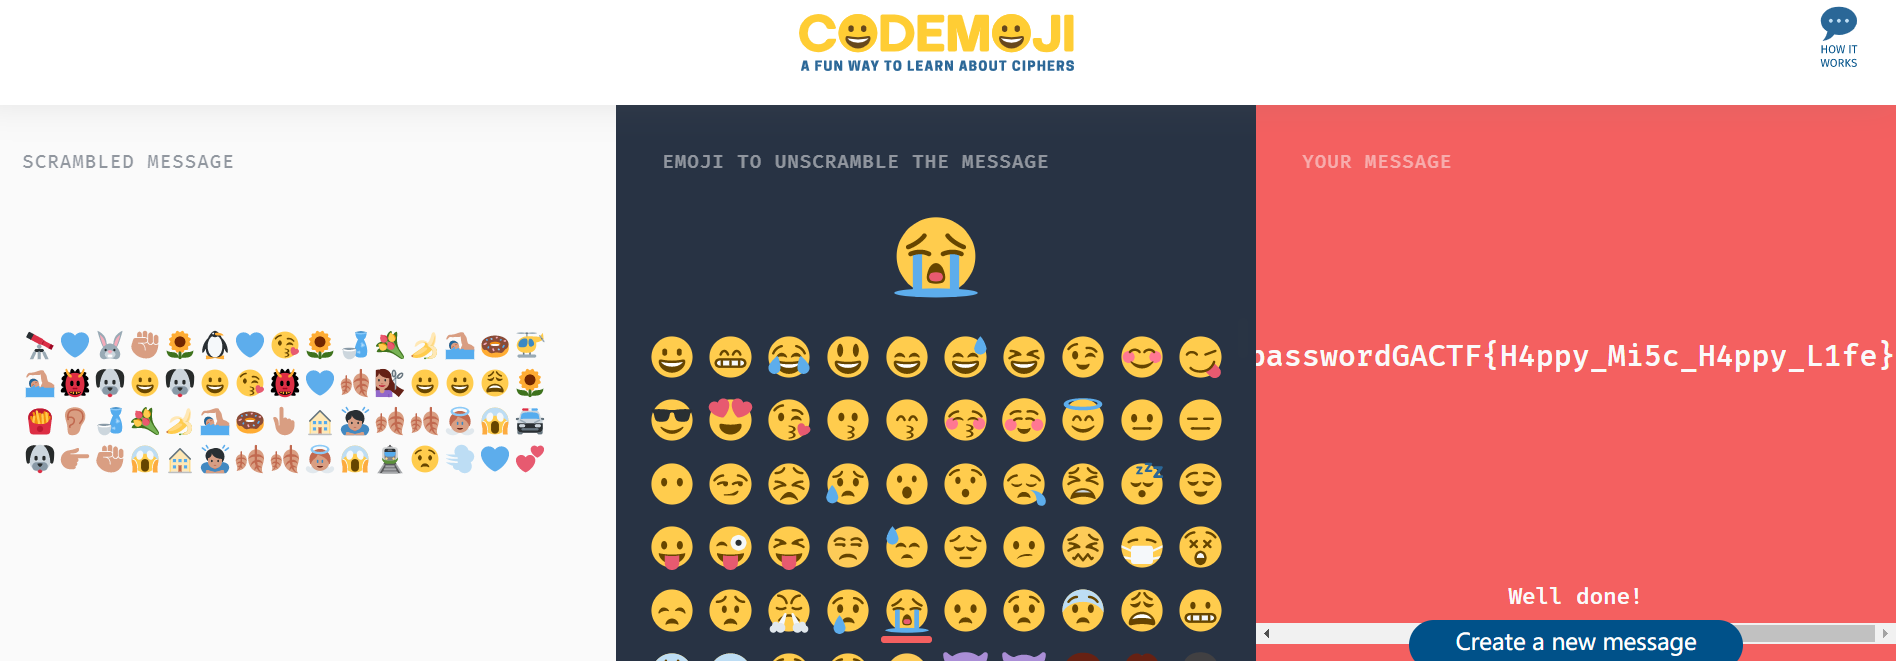 CODEMOJI
A FUN WAY TO LEARN ABOUT CIPHERS
HOW IT
WORKS
SCRAMBLED MESSAGE
EMOJI TO UNSCRAMBLE THE MESSAGE
YOUR MESSAGE
passwordGACTF{H4ppy_Mi5c_H4ppy_L1fe}
Well done!
Create a new message